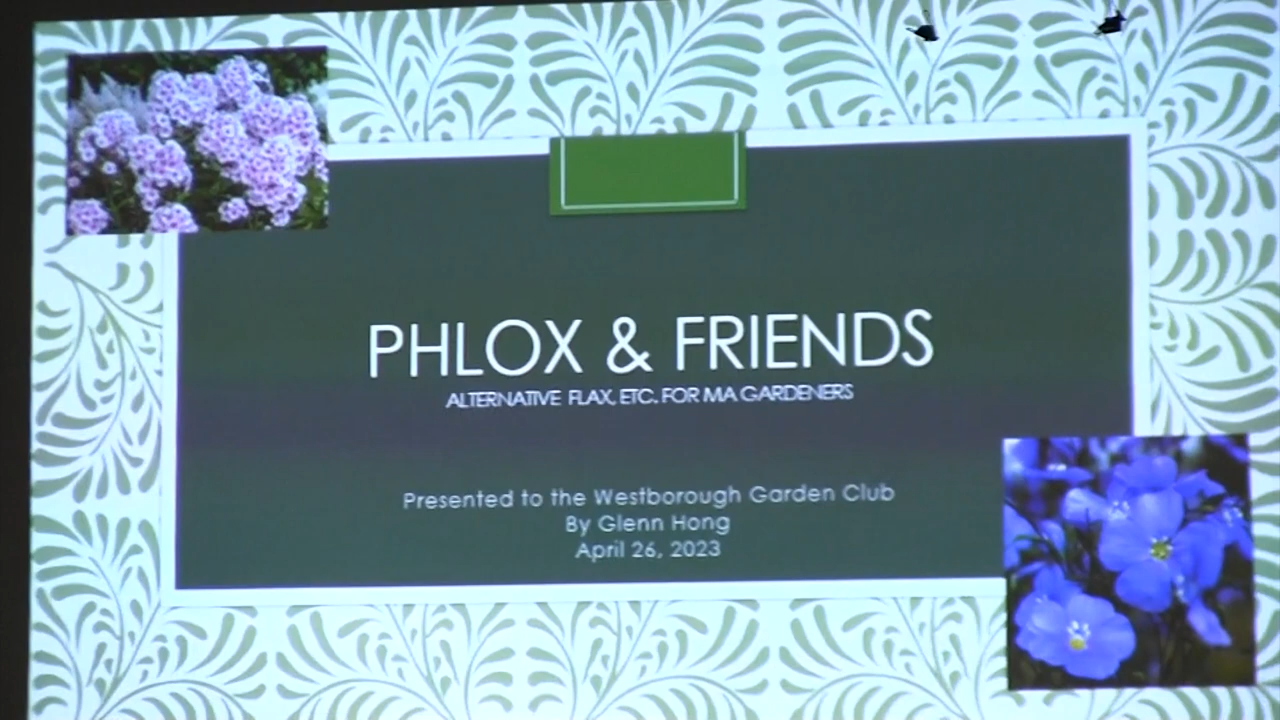 PHLOX & FRIENDS
ALTERNATIVE FLAX, ETC. FOR MA GARDENERS
Presented to the Westborough Garden Club
By Glenn Hong
April 26, 2023